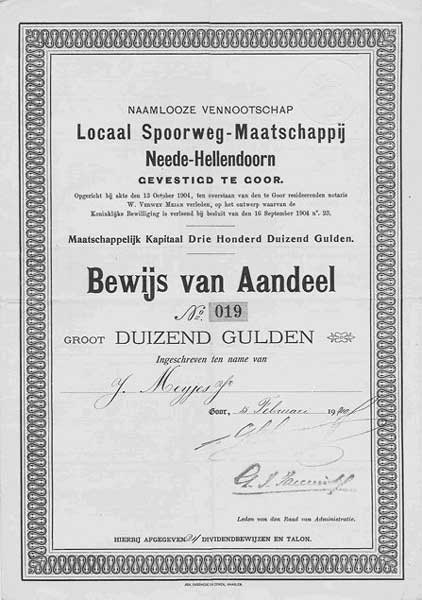 NAAMLOOZE VENNOOTSCHAP
Locaal Spoorweg-Maatschappij
Neede-Hellendoorn
GEVESTIGD TE GOOR.
Opgericht bij akte den 13 October 1904, ten overstaan van den te Goor resideerenden notaris
W. VERWEY MEJAN verleden, op het ontwerp waarvan de
Koninklijke Bewilliging is verleend bij besluit van den 16 September 1904 n°. 23.
Maatschappelijk Kapitaal Drie Honderd Duizend Gulden.
Bewijs van Aandeel
No. 019
GROOT DUIZEND GULDEN
Ingeschreven ten name van
J. Meyjes Jr
Goor, Februari 19
Leden van den Raad van Administratie.
HIERBIJ AFGEGEVEN 24 DIVIDENDBEWIJZEN EN TALON.